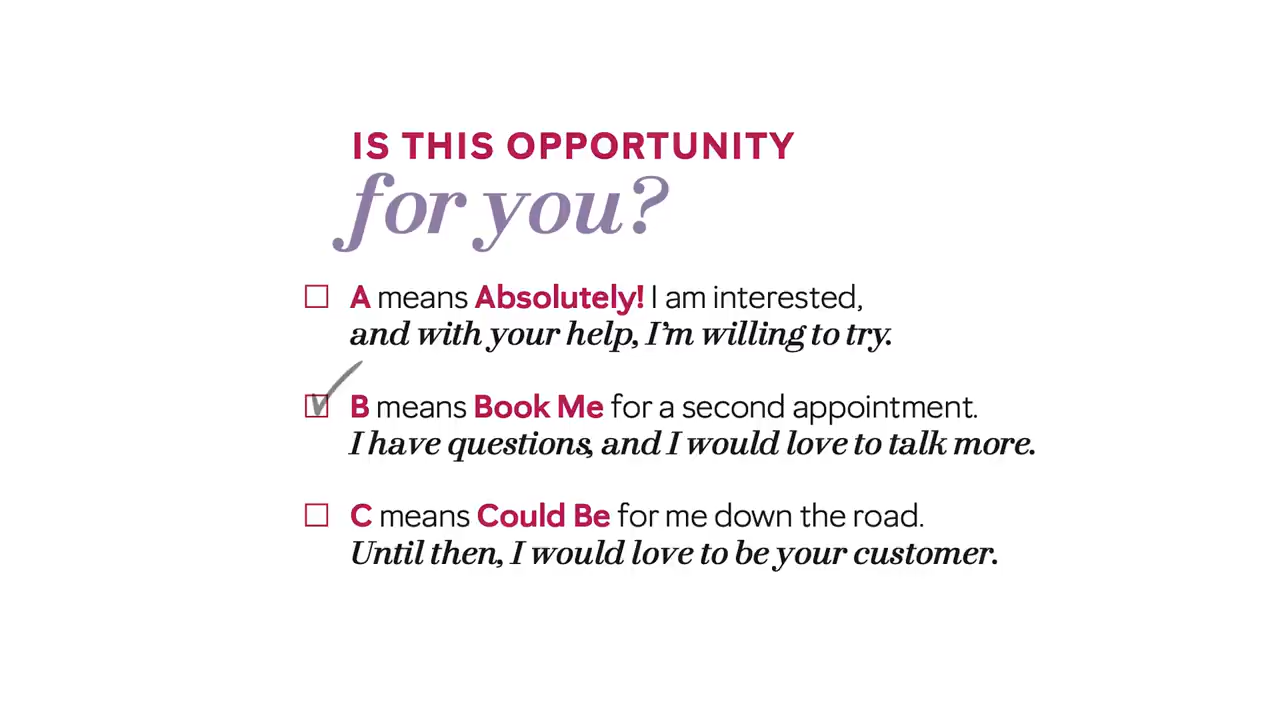 IS THIS OPPORTUNITY
for you?
A means Absolutely! I am interested,
and with your help, I'm willing to try.
B means Book Me for a second appointment.
I have questions, and I would love to talk more.
C means Could Be for me down the road.
Until then, I would love to be your customer.